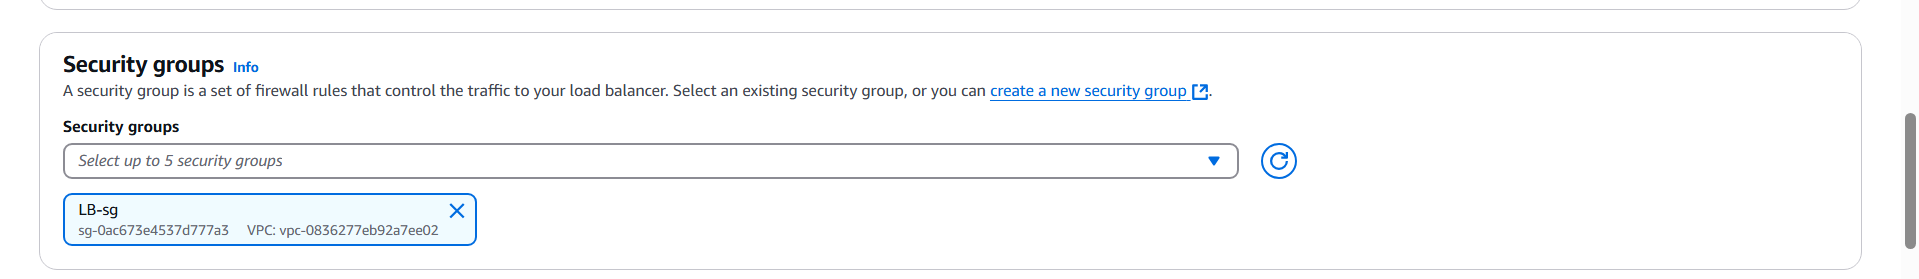 Security groups Info
A security group is a set of firewall rules that control the traffic to your load balancer. Select an existing security group, or you can create a new security group.
Security groups
Select up to 5 security groups
LB-sg
sg-0ac673e4537d777a3 VPC: vpc-0836277eb92a7ee02